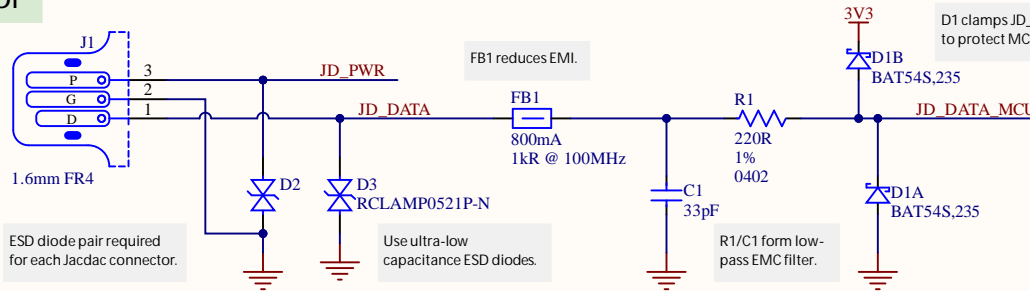 or
J1
P
G
D
3
2
1
1.6mm FR4
JD_PWR
JD_DATA
FB1 reduces EMI.
FB1
800mA
1kR @ 100MHz
R1
220R
1%
0402
3V3
D1 clamps JD_
to protect MC
D1B
BAT54S,235
JD_DATA_MCU
D2
D3
RCLAMP0521P-N
C1
33pF
D1A
BAT54S,235
ESD diode pair required
for each Jacdac connector.
Use ultra-low
capacitance ESD diodes.
R1/C1 form low-
pass EMC filter.